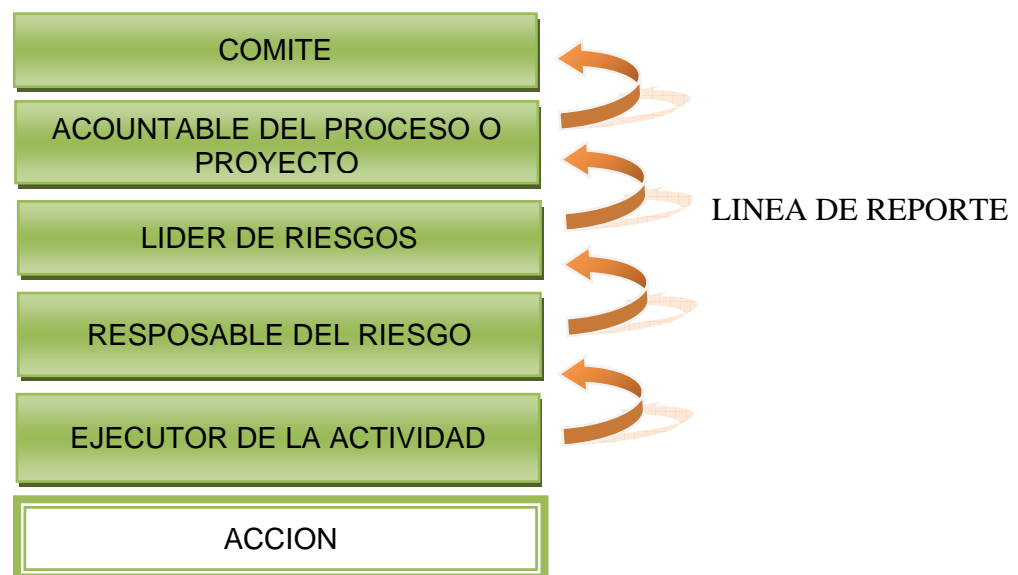 COMITE
ACOUNTABLE DEL PROCESO O
PROYECTO
LINEA DE REPORTE
LIDER DE RIESGOS
RESPOSABLE DEL RIESGO
EJECUTOR DE LA ACTIVIDAD
ACCION